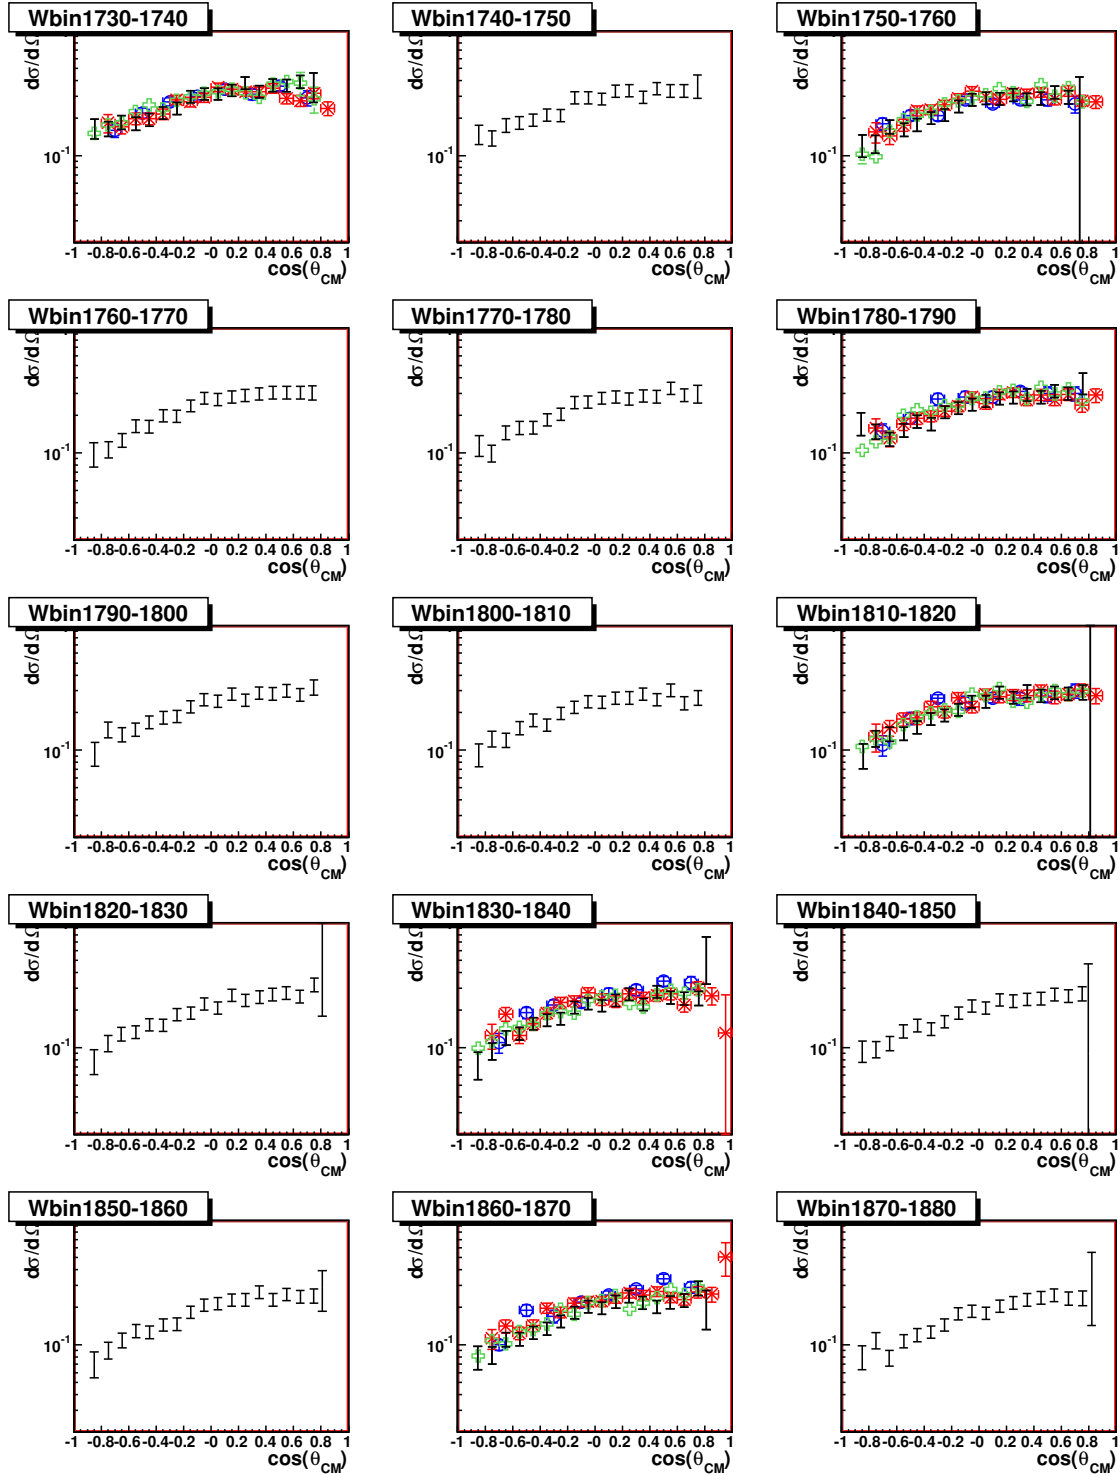 Wbin1730-1740 Wbin1740-1750 Wbin1750-1760
dσ/dΩ dσ/dΩ dσ/dΩ
10-1 10-1 10-1
-1 -0.8-0.6-0.4-0.2 -0 0.2 0.4 0.6 0.8 1 -1 -0.8-0.6-0.4-0.2 -0 0.2 0.4 0.6 0.8 1 -1 -0.8-0.6-0.4-0.2 -0 0.2 0.4 0.6 0.8 1
cos(θCM) cos(θCM) cos(θCM)
Wbin1760-1770 Wbin1770-1780 Wbin1780-1790
dσ/dΩ dσ/dΩ dσ/dΩ
10-1 10-1 10-1
-1 -0.8-0.6-0.4-0.2 -0 0.2 0.4 0.6 0.8 1 -1 -0.8-0.6-0.4-0.2 -0 0.2 0.4 0.6 0.8 1 -1 -0.8-0.6-0.4-0.2 -0 0.2 0.4 0.6 0.8 1
cos(θCM) cos(θCM) cos(θCM)
Wbin1790-1800 Wbin1800-1810 Wbin1810-1820
dσ/dΩ dσ/dΩ dσ/dΩ
10-1 10-1 10-1
-1 -0.8-0.6-0.4-0.2 -0 0.2 0.4 0.6 0.8 1 -1 -0.8-0.6-0.4-0.2 -0 0.2 0.4 0.6 0.8 1 -1 -0.8-0.6-0.4-0.2 -0 0.2 0.4 0.6 0.8 1
cos(θCM) cos(θCM) cos(θCM)
Wbin1820-1830 Wbin1830-1840 Wbin1840-1850
dσ/dΩ dσ/dΩ dσ/dΩ
10-1 10-1 10-1
-1 -0.8-0.6-0.4-0.2 -0 0.2 0.4 0.6 0.8 1 -1 -0.8-0.6-0.4-0.2 -0 0.2 0.4 0.6 0.8 1 -1 -0.8-0.6-0.4-0.2 -0 0.2 0.4 0.6 0.8 1
cos(θCM) cos(θCM) cos(θCM)
Wbin1850-1860 Wbin1860-1870 Wbin1870-1880
dσ/dΩ dσ/dΩ dσ/dΩ
10-1 10-1 10-1
-1 -0.8-0.6-0.4-0.2 -0 0.2 0.4 0.6 0.8 1 -1 -0.8-0.6-0.4-0.2 -0 0.2 0.4 0.6 0.8 1 -1 -0.8-0.6-0.4-0.2 -0 0.2 0.4 0.6 0.8 1
cos(θCM) cos(θCM) cos(θCM)